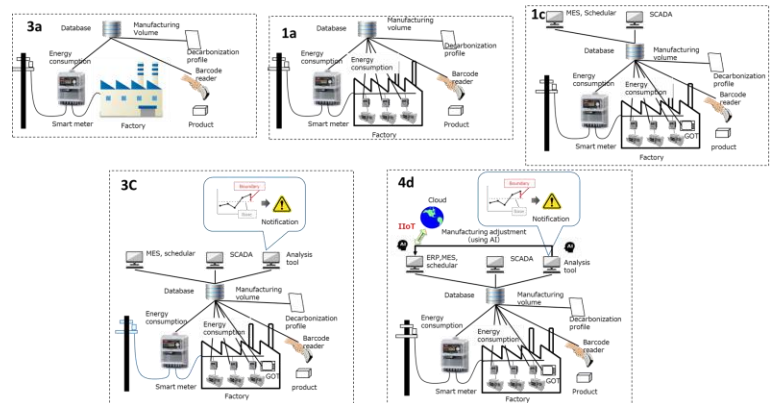 3a
Database
Manufacturing
Volume
Energy
consumption
Decarbonization
profile
Barcode
reader
Smart meter
Factory
Product
1a
Database
Manufacturing
Volume
Energy
consumption
Energy
consumption
Decarbonization
profile
Barcode
reader
Smart meter
Factory
Product
1c
MES, Schedular
SCADA
Database
Manufacturing
volume
Energy
consumption
Energy
consumption
Decarbonization
profile
Barcode
reader
GOT
Smart meter
Factory
product
3C
Boundary
Notification
MES, schedular
SCADA
Analysis
tool
Database
Manufacturing
volume
Energy
consumption
Energy
consumption
Decarbonization
profile
Barcode
reader
GOT
Smart meter
Factory
product
4d
Cloud
IIoT
Boundary
Notification
Manufacturing adjustment
(using AI)
AI
AI
ERP,MES,
schedular
SCADA
Analysis
tool
Database
Manufacturing
volume
Energy
consumption
Energy
consumption
Decarbonization
profile
Barcode
reader
GOT
Smart meter
Factory
Product